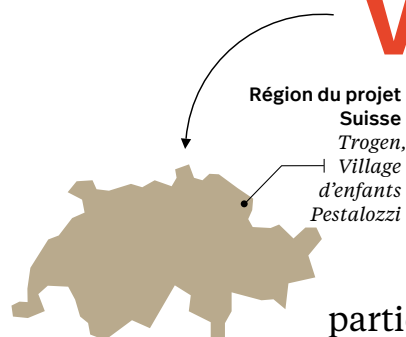 V
Région du projet
Suisse
Trogen,
Village
d'enfants
Pestalozzi
parti